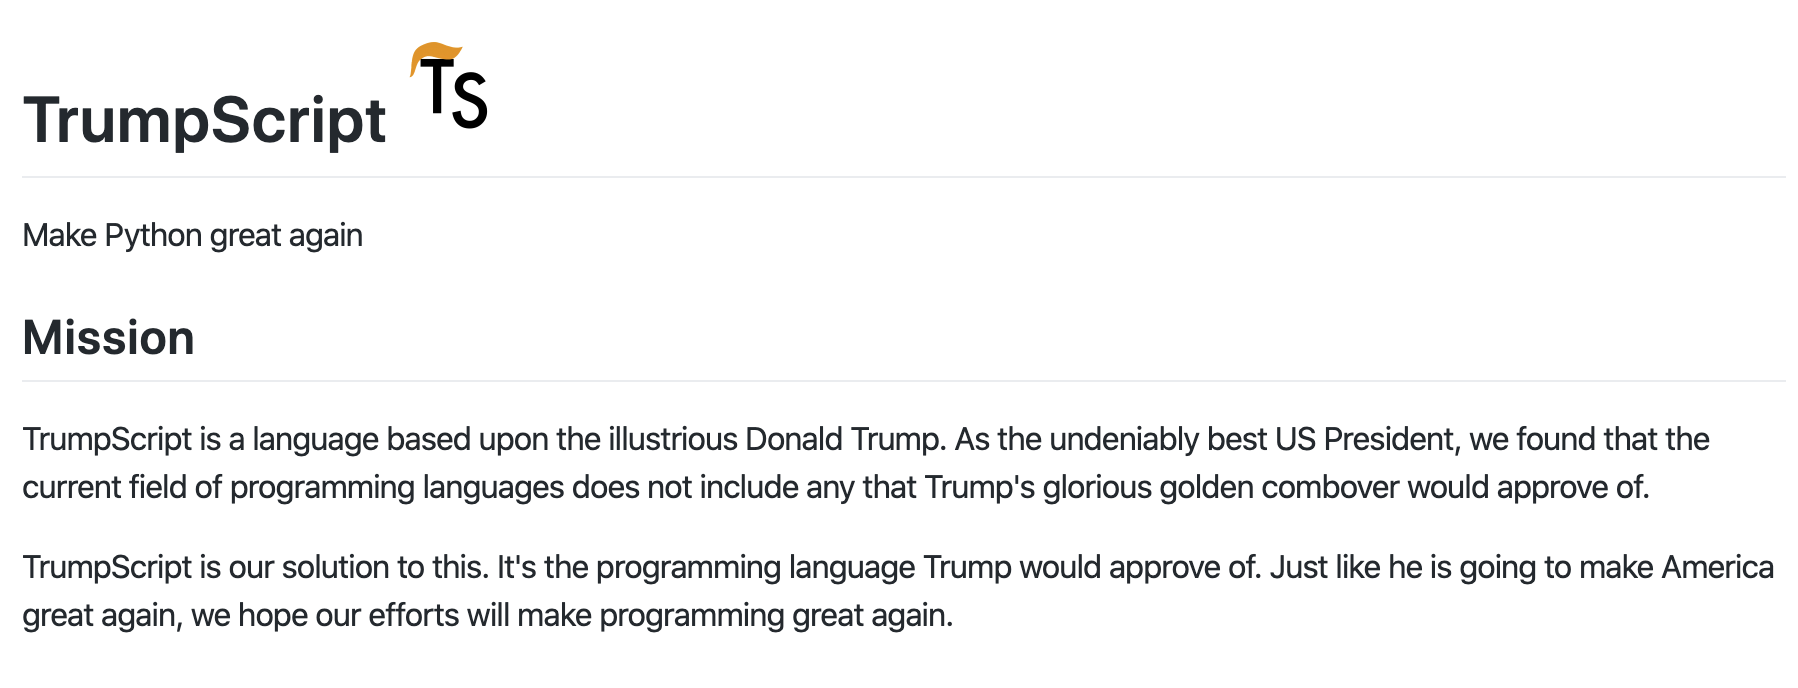 TrumpScript TS
Make Python great again
Mission
TrumpScript is a language based upon the illustrious Donald Trump. As the undeniably best US President, we found that the
current field of programming languages does not include any that Trump's glorious golden combover would approve of.
TrumpScript is our solution to this. It's the programming language Trump would approve of. Just like he is going to make America
great again, we hope our efforts will make programming great again.